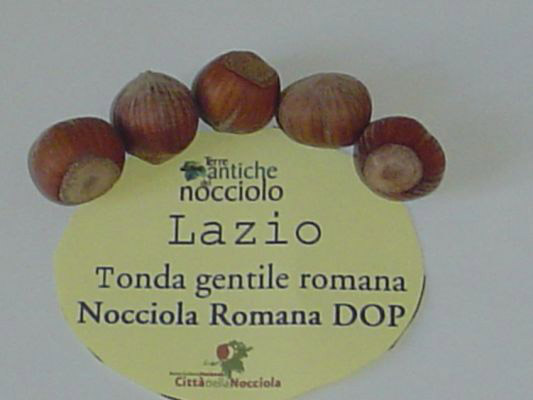 Terre
antiche
del
nocciolo
Lazio
Tonda gentile romana
Nocciola Romana DOP
Città della Nocciola